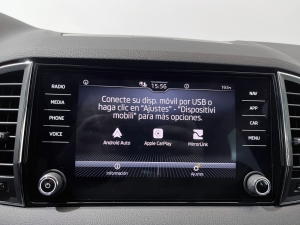 RADIO
MEDIA
PHONE
VOICE
15:56
Conecte su disp. móvil por USB o
haga clic en "Ajustes" - "Dispositivi
mobili" para más opciones.
Android Auto
Apple CarPlay
MirrorLink
Información
Ajustes
NAV
APP
CAR
MENU